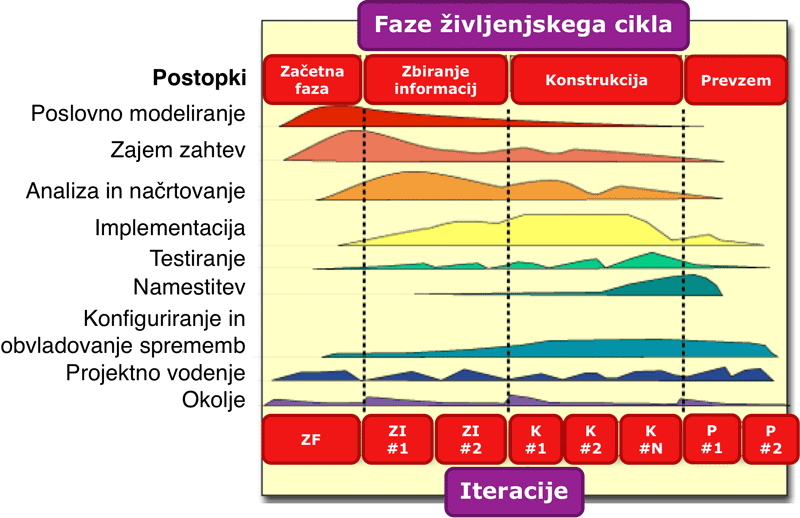 Faze življenjskega cikla
Postopki
Začetna
faza
Zbiranje
informacij
Konstrukcija
Prevzem
Poslovno modeliranje
Zajem zahtev
Analiza in načrtovanje
Implementacija
Testiranje
Namestitev
Konfiguriranje in
obvladovanje sprememb
Projektno vodenje
Okolje
ZF
ZI
#1
ZI
#2
K
#1
K
#2
K
#N
P
#1
P
#2
Iteracije